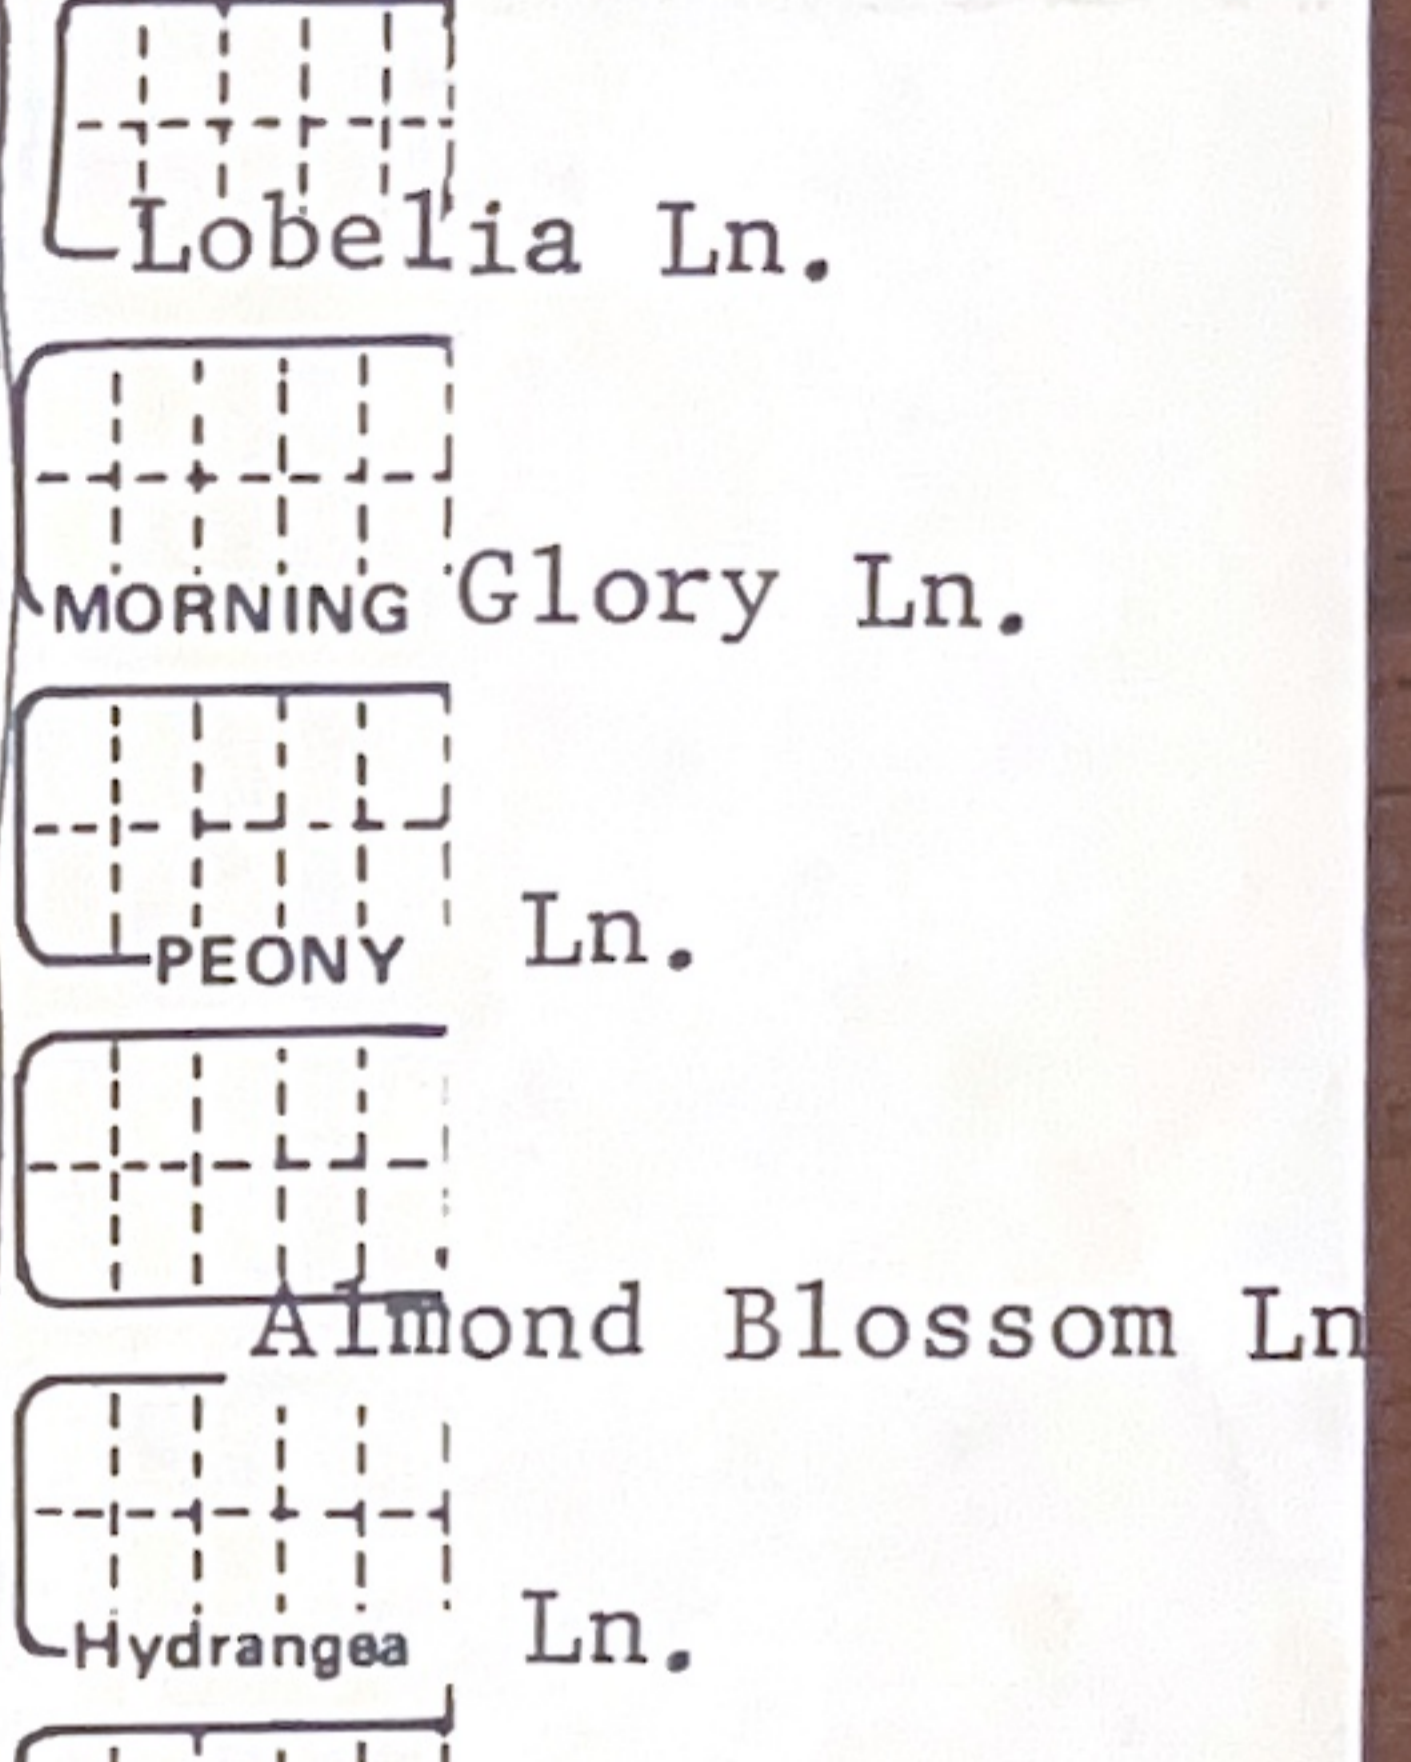 Lobelia Ln.
MORNING Glory Ln.
PEONY Ln.
Almond Blossom Ln
Hydrangea Ln.